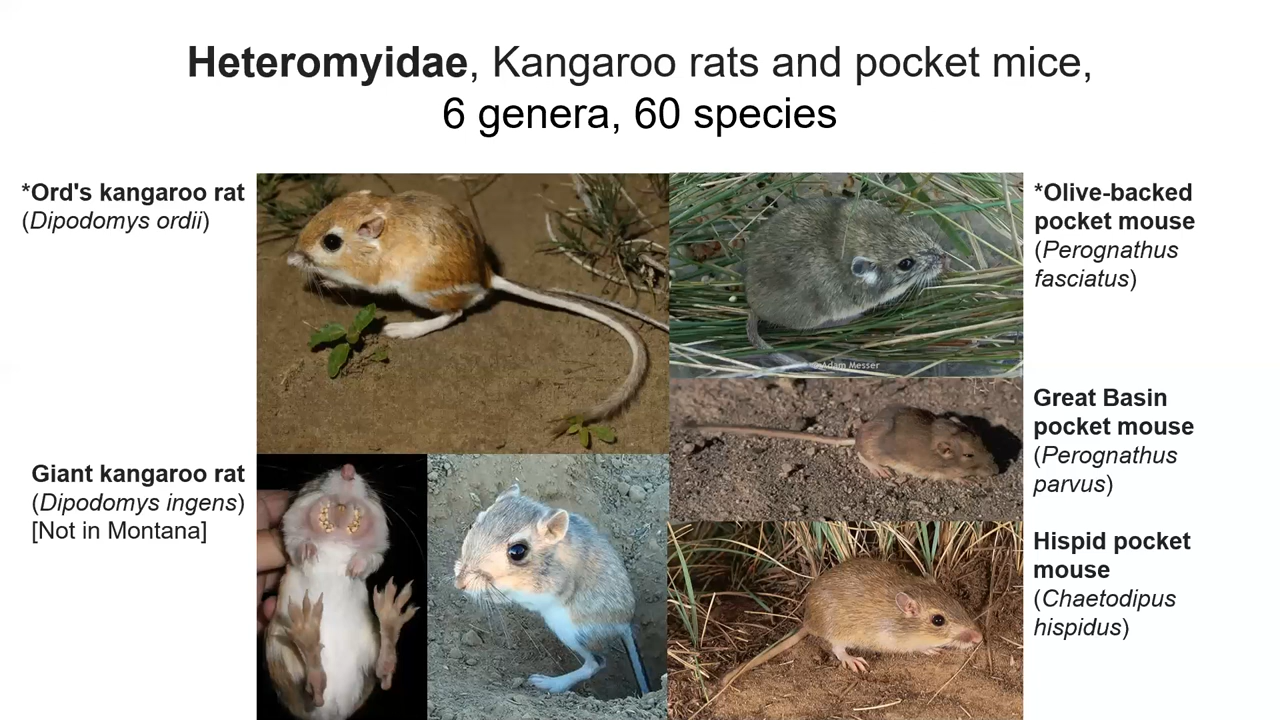 Heteromyidae, Kangaroo rats and pocket mice,
6 genera, 60 species
*Ord's kangaroo rat
(Dipodomys ordii)
Giant kangaroo rat
(Dipodomys ingens)
[Not in Montana]
*Olive-backed
pocket mouse
(Perognathus
fasciatus)
Adam Messer
Great Basin
pocket mouse
(Perognathus
parvus)
Hispid pocket
mouse
(Chaetodipus
hispidus)